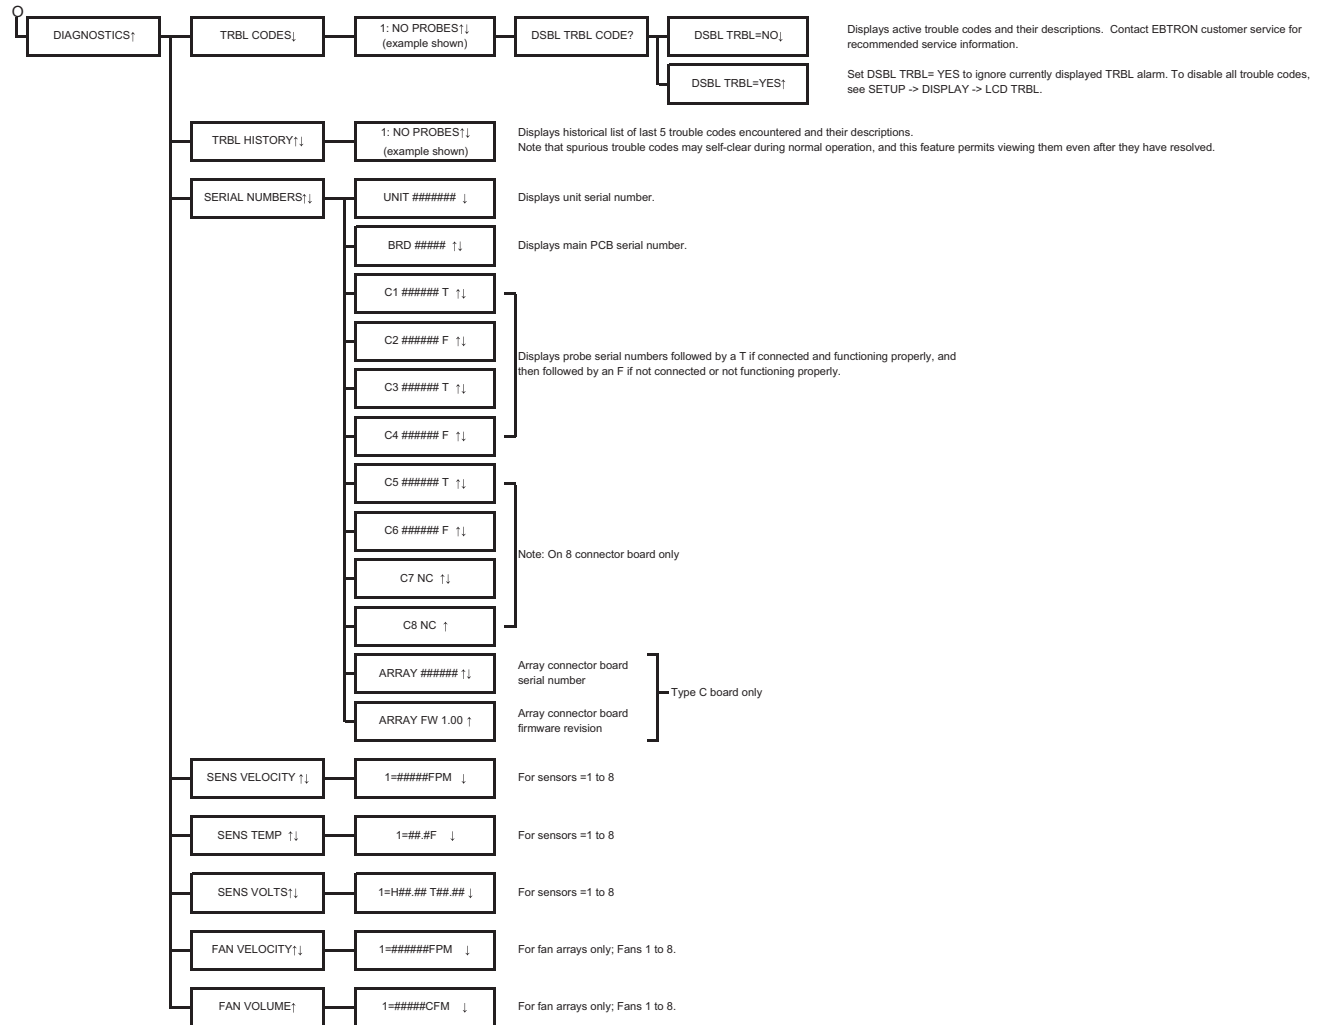 O
DIAGNOSTICS↑
TRBL CODES↓
1: NO PROBES↑↓
(example shown)
DSBL TRBL CODE?
DSBL TRBL=NO↓
Displays active trouble codes and their descriptions.  Contact EBTRON customer service for
recommended service information.
DSBL TRBL=YES↑
Set DSBL TRBL= YES to ignore currently displayed TRBL alarm. To disable all trouble codes,
see SETUP -> DISPLAY -> LCD TRBL.
TRBL HISTORY↑↓
1: NO PROBES↑↓
(example shown)
Displays historical list of last 5 trouble codes encountered and their descriptions.
Note that spurious trouble codes may self-clear during normal operation, and this feature permits viewing them even after they have resolved.
SERIAL NUMBERS↑↓
UNIT ####### ↓
Displays unit serial number.
BRD ##### ↑↓
Displays main PCB serial number.
C1 ###### T ↑↓
C2 ###### F ↑↓
C3 ###### T ↑↓
C4 ###### F ↑↓
Displays probe serial numbers followed by a T if connected and functioning properly, and
then followed by an F if not connected or not functioning properly.
C5 ###### T ↑↓
C6 ###### F ↑↓
C7 NC ↑↓
C8 NC ↑
Note: On 8 connector board only
ARRAY ###### ↑↓
Array connector board
serial number
ARRAY FW 1.00 ↑
Array connector board
firmware revision
Type C board only
SENS VELOCITY ↑↓
1=#####FPM ↓
For sensors =1 to 8
SENS TEMP ↑↓
1=##.#F ↓
For sensors =1 to 8
SENS VOLTS↑↓
1=H##.## T##.## ↓
For sensors =1 to 8
FAN VELOCITY↑↓
1=######FPM ↓
For fan arrays only; Fans 1 to 8.
FAN VOLUME↑
1=#####CFM ↓
For fan arrays only; Fans 1 to 8.